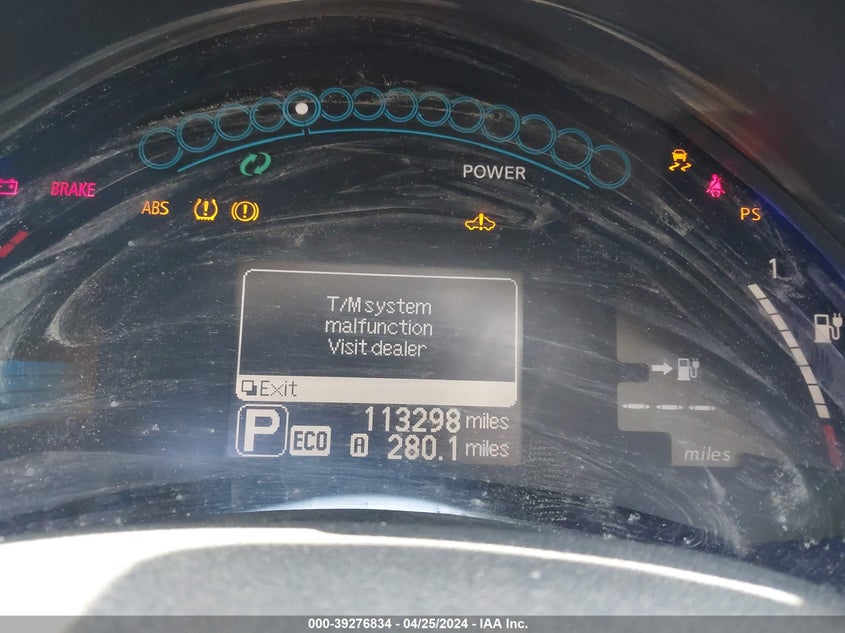 POWER
BRAKE
ABS
PS
1
T/M system
malfunction
Visit dealer
Exit
P ECO 113298 miles
A 280.1 miles
--- miles
000-39276834 - 04/25/2024 - IAA Inc.